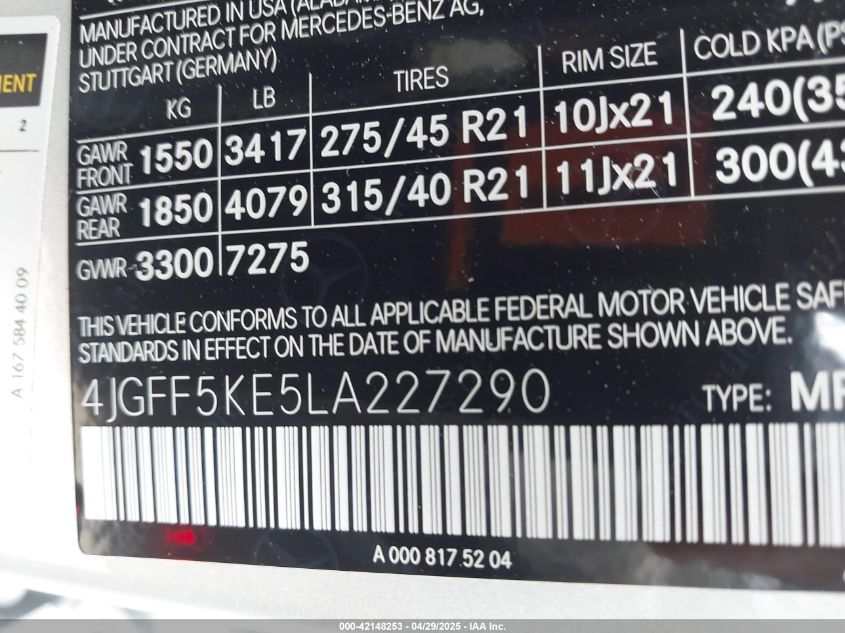 MANUFACTURED IN USA
UNDER CONTRACT FOR MERCEDES-BENZ AG,
STUTTGART (GERMANY)
KG LB TIRES RIM SIZE COLD KPA
GAWR FRONT 1550 3417 275/45 R21 10Jx21 240(35
GAWR REAR 1850 4079 315/40 R21 11Jx21 300(43
GVWR 3300 7275
THIS VEHICLE CONFORMS TO ALL APPLICABLE FEDERAL MOTOR VEHICLE
STANDARDS IN EFFECT ON THE DATE OF MANUFACTURE SHOWN ABOVE.
4JGFF5KE5LA227290 TYPE:
A 000 817 52 04
2
A 167 584 40 09
000-42148253 - 04/29/2025 - IAA Inc.